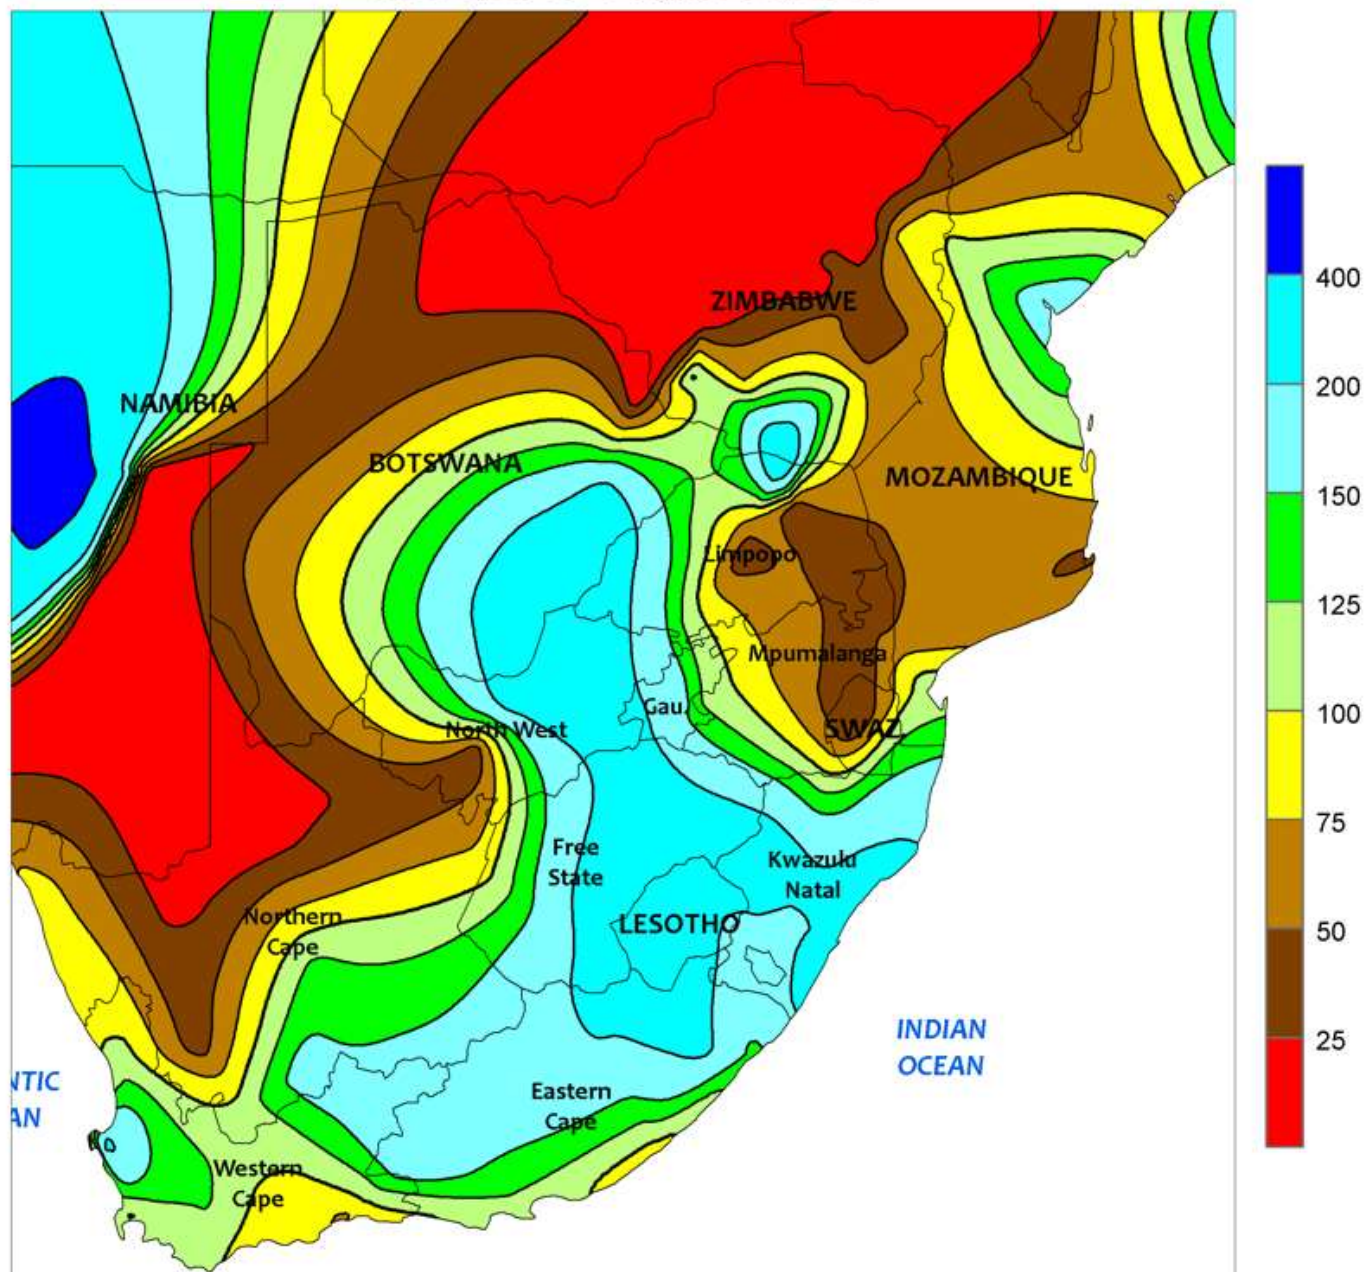 400
ZIMBABWE
200
NAMIBIA
BOTSWANA
MOZAMBIQUE
150
Limpopo
125
Mpumalanga
Gau.
North West
SWAZ.
100
75
Free
State
Kwazulu
Natal
Northern
Cape
LESOTHO
50
INDIAN
OCEAN
25
NTIC
AN
Eastern
Cape
Western
Cape